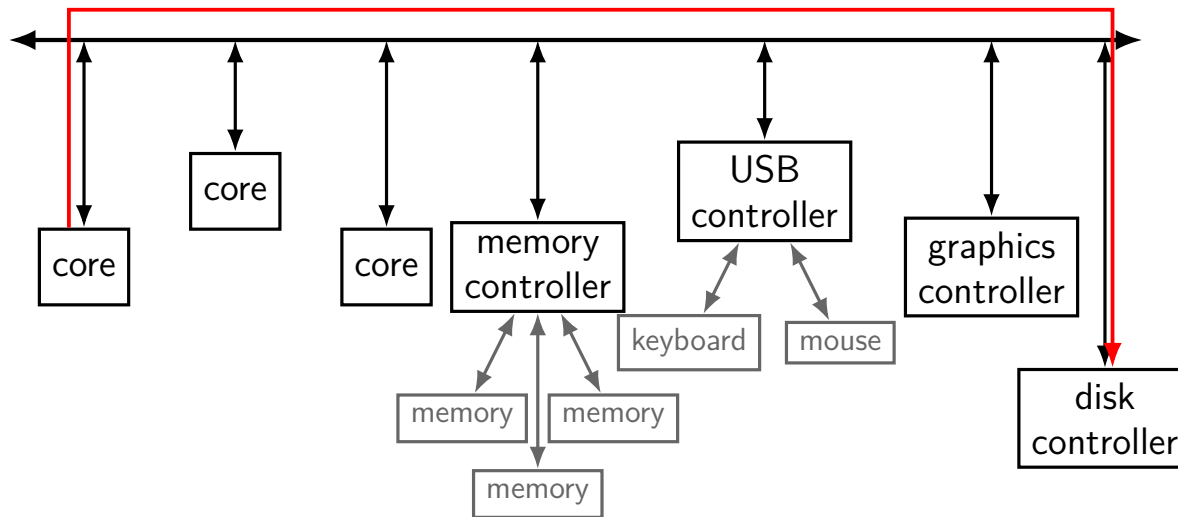 core
core
core
memory
controller
USB
controller
graphics
controller
disk
controller
keyboard
mouse
memory
memory
memory